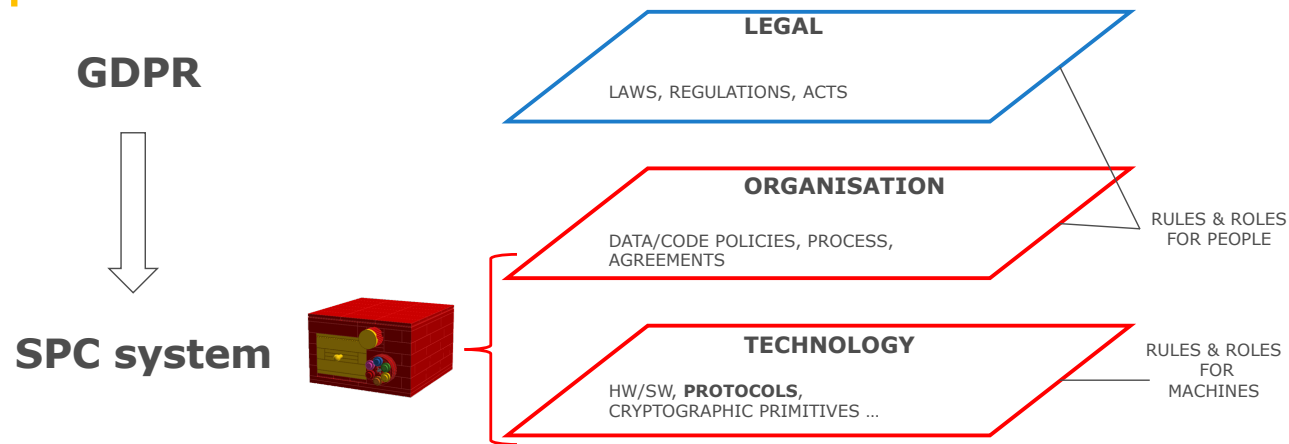 GDPR
SPC system
LEGAL
LAWS, REGULATIONS, ACTS
ORGANISATION
DATA/CODE POLICIES, PROCESS,
AGREEMENTS
TECHNOLOGY
HW/SW, PROTOCOLS,
CRYPTOGRAPHIC PRIMITIVES …
RULES & ROLES
FOR PEOPLE
RULES & ROLES
FOR
MACHINES